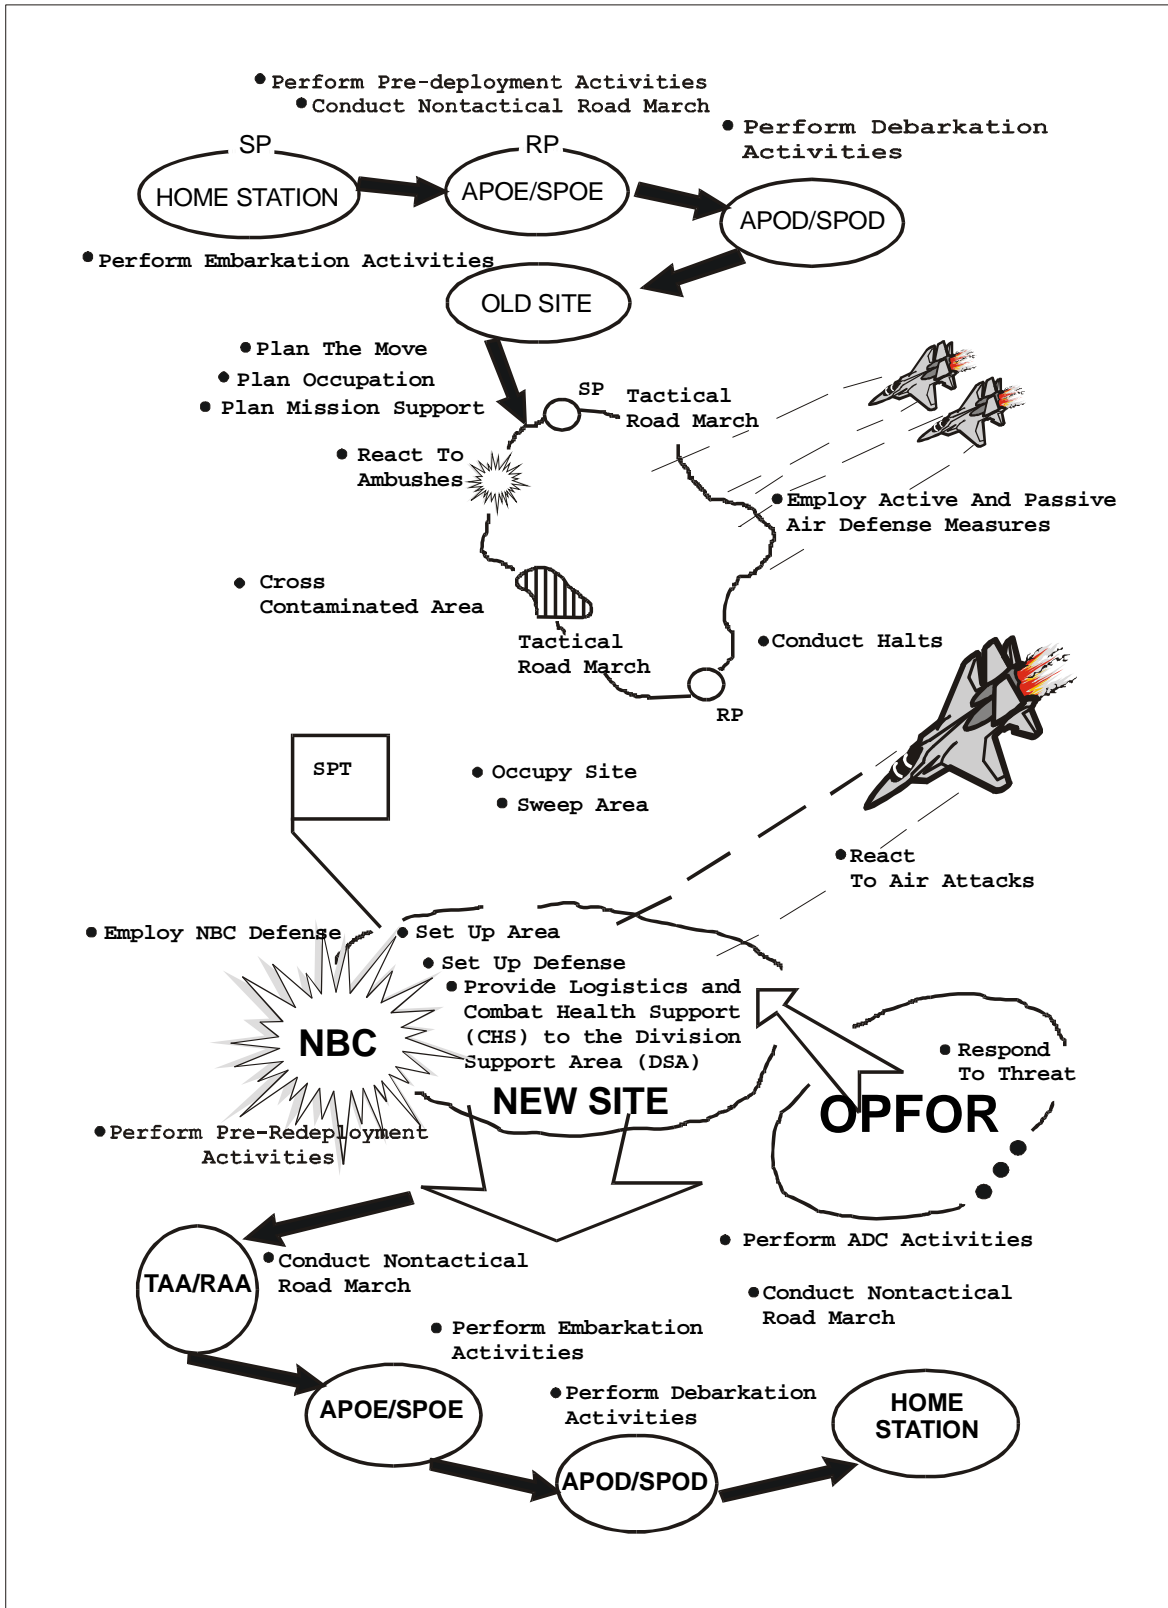 • Perform Pre-deployment Activities
• Conduct Nontactical Road March
• Perform Debarkation
Activities
SP
HOME STATION
RP
APOE/SPOE
APOD/SPOD
• Perform Embarkation Activities
OLD SITE
• Plan The Move
• Plan Occupation
• Plan Mission Support
SP
Tactical
Road March
• React To
Ambushes
• Employ Active And Passive
Air Defense Measures
• Cross
Contaminated Area
Tactical
Road March
• Conduct Halts
RP
SPT
• Occupy Site
• Sweep Area
• React
To Air Attacks
• Employ NBC Defense
• Set Up Area
• Set Up Defense
• Provide Logistics and
Combat Health Support
(CHS) to the Division
Support Area (DSA)
NBC
NEW SITE
• Respond
To Threat
OPFOR
• Perform Pre-Redeployment
Activities
• Perform ADC Activities
TAA/RAA
• Conduct Nontactical
Road March
• Conduct Nontactical
Road March
• Perform Embarkation
Activities
APOE/SPOE
• Perform Debarkation
Activities
HOME
STATION
APOD/SPOD